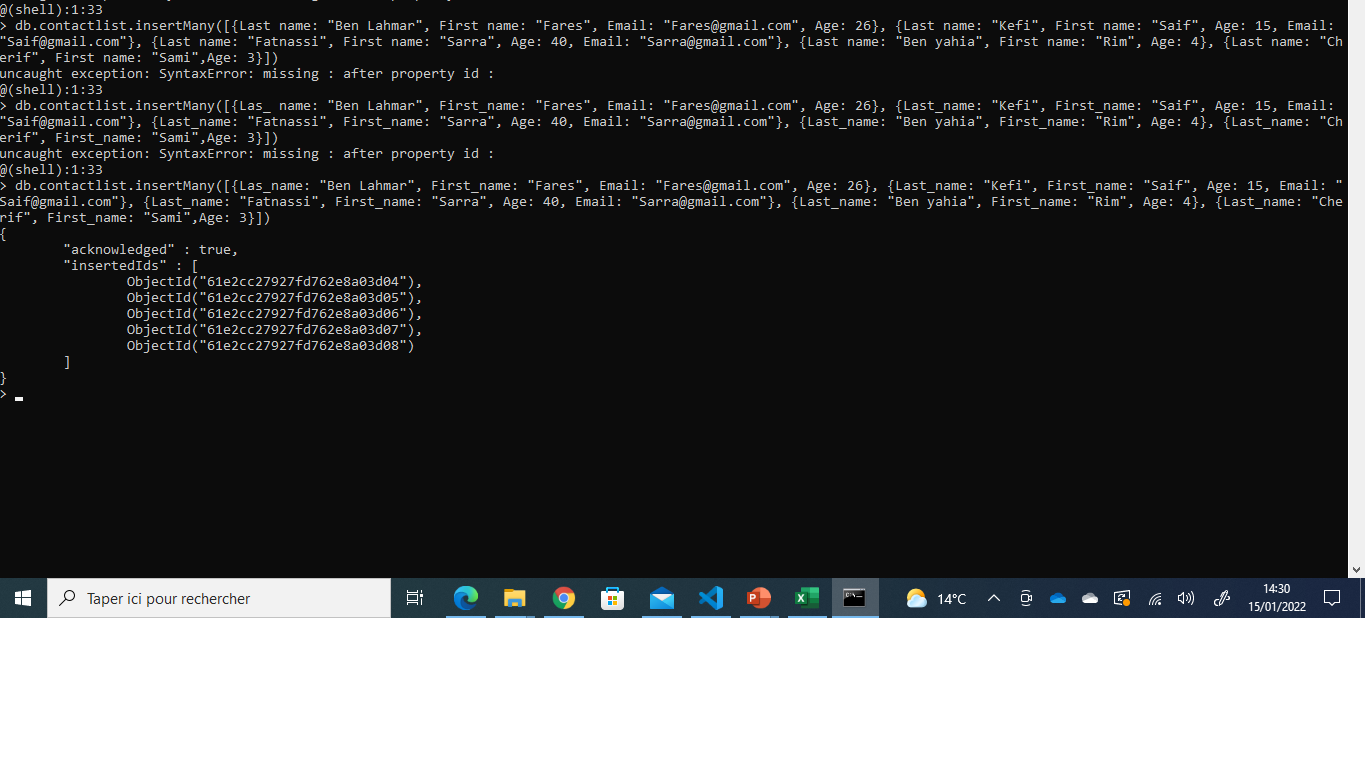 @(shell):1:33
> db.contactlist.insertMany([{Last name: "Ben Lahmar", First name: "Fares", Email: "Fares@gmail.com", Age: 26}, {Last name: "Kefi", First name: "Saif", Age: 15, Email:
"Saif@gmail.com"}, {Last name: "Fatnassi", First name: "Sarra", Age: 40, Email: "Sarra@gmail.com"}, {Last name: "Ben yahia", First name: "Rim", Age: 4}, {Last name: "Ch
erif", First name: "Sami",Age: 3}])
uncaught exception: SyntaxError: missing : after property id :
@(shell):1:33
> db.contactlist.insertMany([{Las_ name: "Ben Lahmar", First_name: "Fares", Email: "Fares@gmail.com", Age: 26}, {Last_name: "Kefi", First_name: "Saif", Age: 15, Email:
"Saif@gmail.com"}, {Last_name: "Fatnassi", First_name: "Sarra", Age: 40, Email: "Sarra@gmail.com"}, {Last_name: "Ben yahia", First_name: "Rim", Age: 4}, {Last_name: "Ch
erif", First_name: "Sami",Age: 3}])
uncaught exception: SyntaxError: missing : after property id :
@(shell):1:33
> db.contactlist.insertMany([{Las_name: "Ben Lahmar", First_name: "Fares", Email: "Fares@gmail.com", Age: 26}, {Last_name: "Kefi", First_name: "Saif", Age: 15, Email: "
Saif@gmail.com"}, {Last_name: "Fatnassi", First_name: "Sarra", Age: 40, Email: "Sarra@gmail.com"}, {Last_name: "Ben yahia", First_name: "Rim", Age: 4}, {Last_name: "Che
rif", First_name: "Sami",Age: 3}])
{
"acknowledged" : true,
"insertedIds" : [
ObjectId("61e2cc27927fd762e8a03d04"),
ObjectId("61e2cc27927fd762e8a03d05"),
ObjectId("61e2cc27927fd762e8a03d06"),
ObjectId("61e2cc27927fd762e8a03d07"),
ObjectId("61e2cc27927fd762e8a03d08")
]
}
>
Taper ici pour rechercher
14°C
14:30
15/01/2022